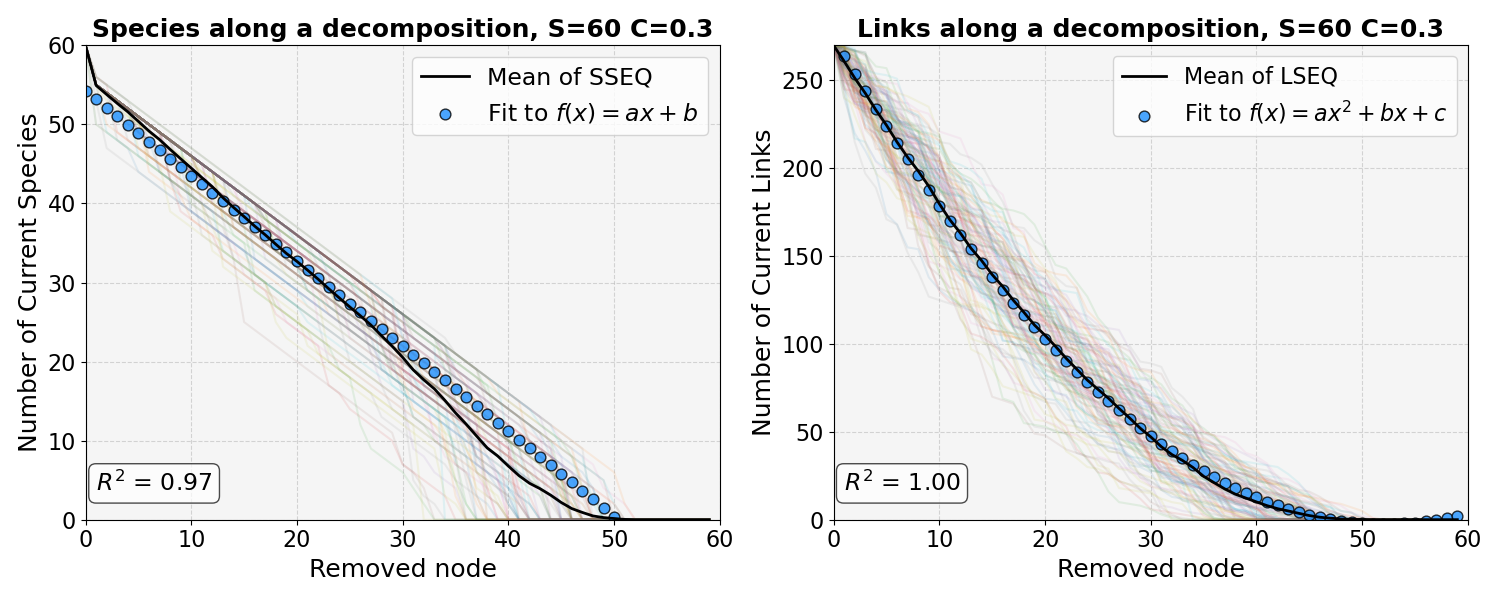 Species along a decomposition, S=60 C=0.3
Number of Current Species
60
50
40
30
20
10
0
Mean of SSEQ
Fit to f(x) = ax + b
R² = 0.97
0 10 20 30 40 50 60
Removed node
Links along a decomposition, S=60 C=0.3
Number of Current Links
250
200
150
100
50
0
Mean of LSEQ
Fit to f(x) = ax² + bx + c
R² = 1.00
0 10 20 30 40 50 60
Removed node